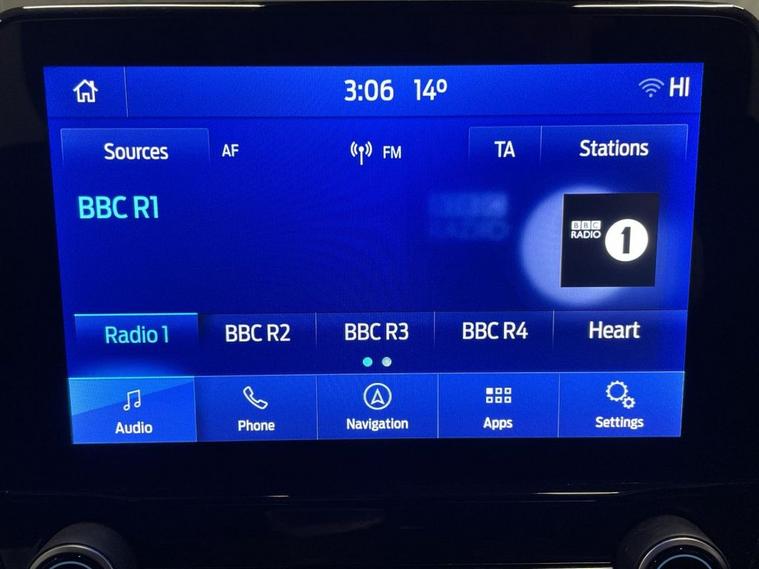 3:06 14º HI
Sources AF FM TA Stations
BBC R1
BBC
RADIO 1
Radio 1 BBC R2 BBC R3 BBC R4 Heart
Audio Phone Navigation Apps Settings